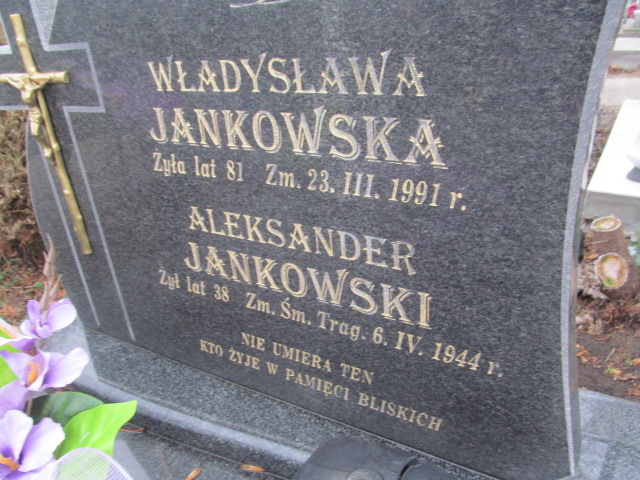 WŁADYSŁAWA
JANKOWSKA
Żyła lat 81 Zm. 23. III. 1991 r.
ALEKSANDER
JANKOWSKI
Żył lat 38 Zm. Śm. Trag. 6. IV. 1944 r.
NIE UMIERA TEN
KTO ŻYJE W PAMIĘCI BLISKICH